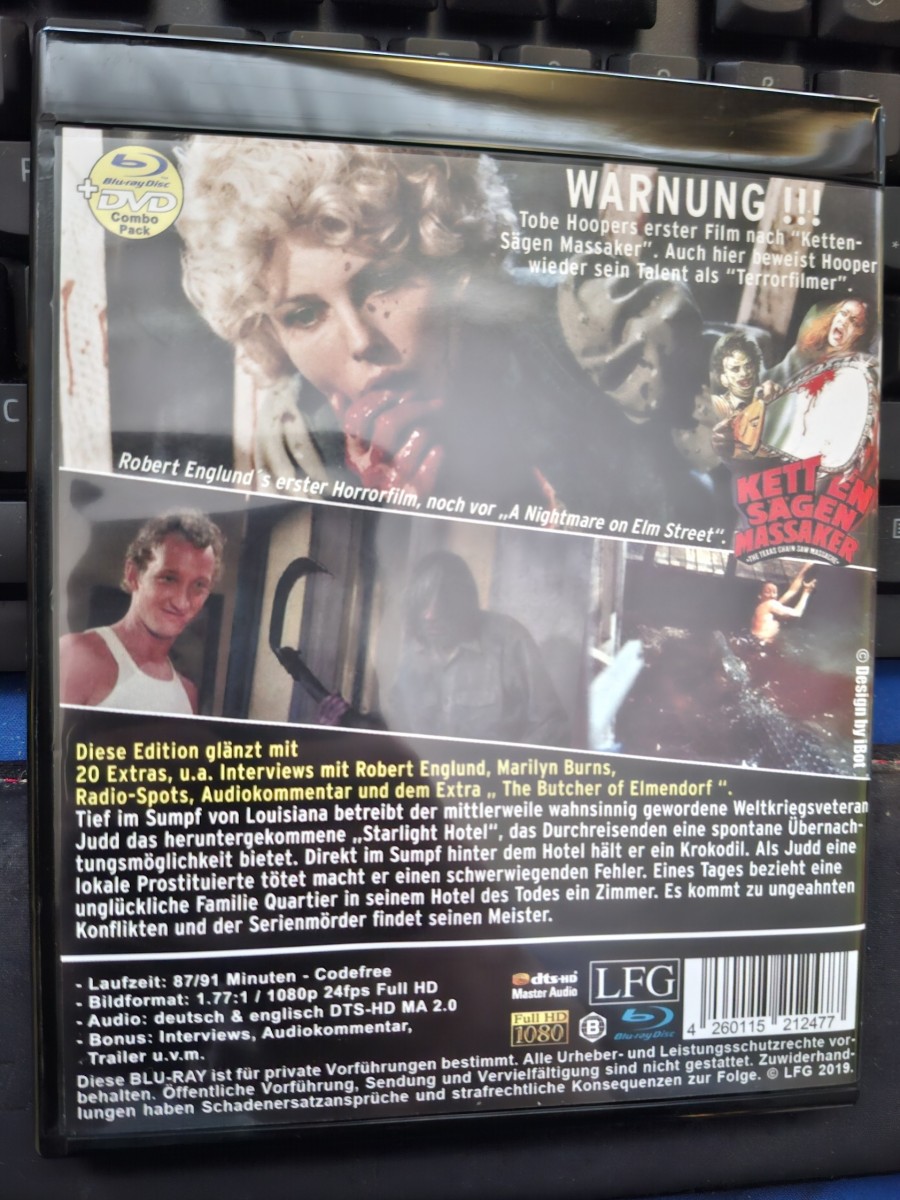 Blu-ray Disc
+
DVD
Combo
Pack
WARNUNG !!!
Tobe Hoopers erster Film nach "Ketten-
Sägen Massaker". Auch hier beweist Hooper
wieder sein Talent als "Terrorfilmer".
KETTEN
SÄGEN
MASSAKER
•THE TEXAS CHAIN SAW MASSACRE•
Robert Englund´s erster Horrorfilm, noch vor „A Nightmare on Elm Street“.
© Design by !Bot
Diese Edition glänzt mit
20 Extras, u.a. Interviews mit Robert Englund, Marilyn Burns,
Radio-Spots, Audiokommentar und dem Extra „ The Butcher of Elmendorf “.
Tief im Sumpf von Louisiana betreibt der mittlerweile wahnsinnig gewordene Weltkriegsveteran
Judd das heruntergekommene „Starlight Hotel“, das Durchreisenden eine spontane Übernach-
tungsmöglichkeit bietet. Direkt im Sumpf hinter dem Hotel hält er ein Krokodil. Als Judd eine
lokale Prostituierte tötet macht er einen schwerwiegenden Fehler. Eines Tages bezieht eine
unglückliche Familie Quartier in seinem Hotel des Todes ein Zimmer. Es kommt zu ungeahnten
Konflikten und der Serienmörder findet seinen Meister.
- Laufzeit: 87/91 Minuten - Codefree
- Bildformat: 1.77:1 / 1080p 24fps Full HD
- Audio: deutsch & englisch DTS-HD MA 2.0
- Bonus: Interviews, Audiokommentar,
Trailer u.v.m.
dts-HD
Master Audio
LFG
Full HD
1080
B
Blu-ray Disc
4 260115 212477
Diese BLU-RAY ist für private Vorführungen bestimmt. Alle Urheber- und Leistungsschutzrechte vor-
behalten. Öffentliche Vorführung, Sendung und Vervielfältigung sind nicht gestattet. Zuwiderhand-
lungen haben Schadenersatzansprüche und strafrechtliche Konsequenzen zur Folge. © LFG 2019.
C